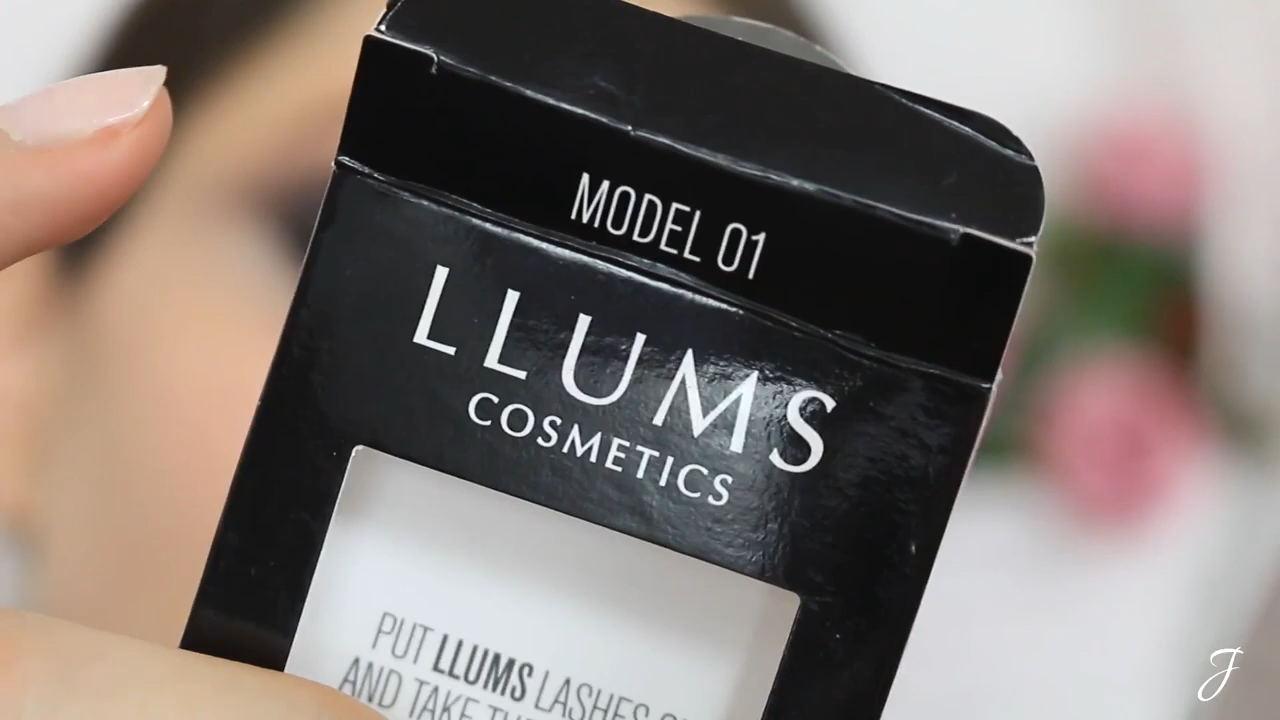 MODEL 01
LLUMS
COSMETICS
PUT LLUMS LASHES
AND TAKE
J